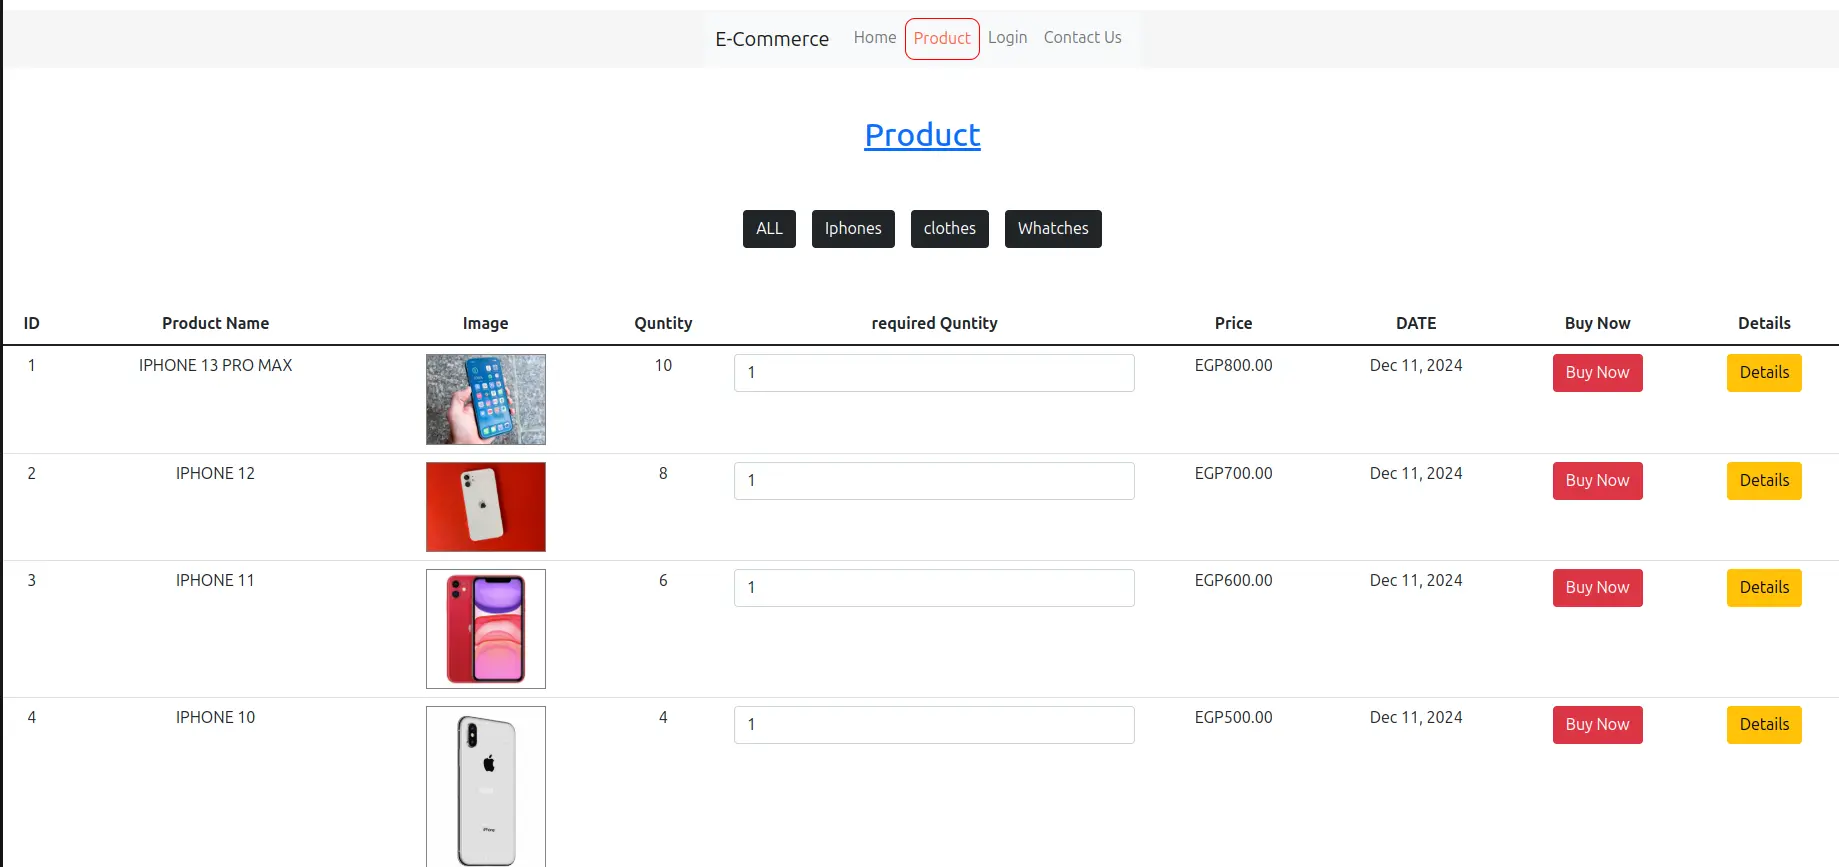 E-Commerce Home Product Login Contact Us
Product
ALL Iphones clothes Whatches
ID Product Name Image Quntity required Quntity Price DATE Buy Now Details
1 IPHONE 13 PRO MAX 10 1 EGP800.00 Dec 11, 2024 Buy Now Details
2 IPHONE 12 8 1 EGP700.00 Dec 11, 2024 Buy Now Details
3 IPHONE 11 6 1 EGP600.00 Dec 11, 2024 Buy Now Details
4 IPHONE 10 4 1 EGP500.00 Dec 11, 2024 Buy Now Details